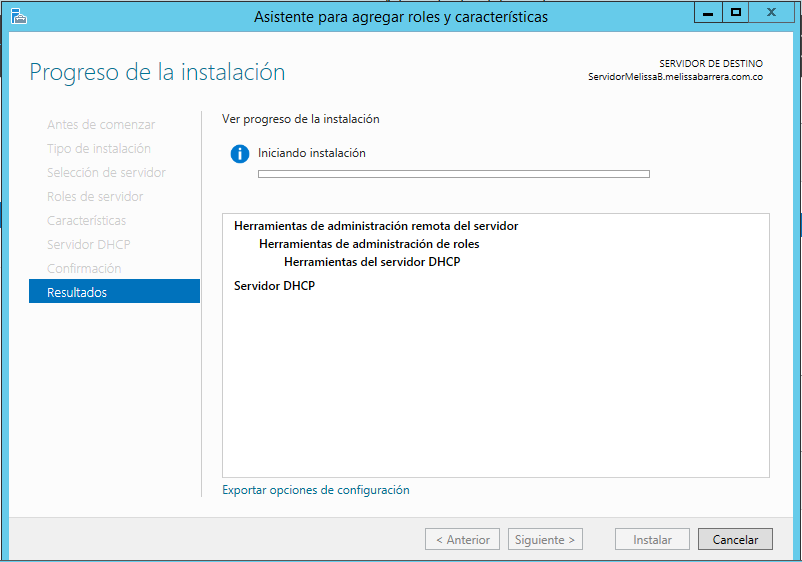 Asistente para agregar roles y características
Progreso de la instalación
SERVIDOR DE DESTINO
ServidorMelissaB.melissabarrera.com.co
Antes de comenzar
Tipo de instalación
Selección de servidor
Roles de servidor
Características
Servidor DHCP
Confirmación
Resultados
Ver progreso de la instalación
Iniciando instalación
Herramientas de administración remota del servidor
Herramientas de administración de roles
Herramientas del servidor DHCP
Servidor DHCP
Exportar opciones de configuración
< Anterior
Siguiente >
Instalar
Cancelar